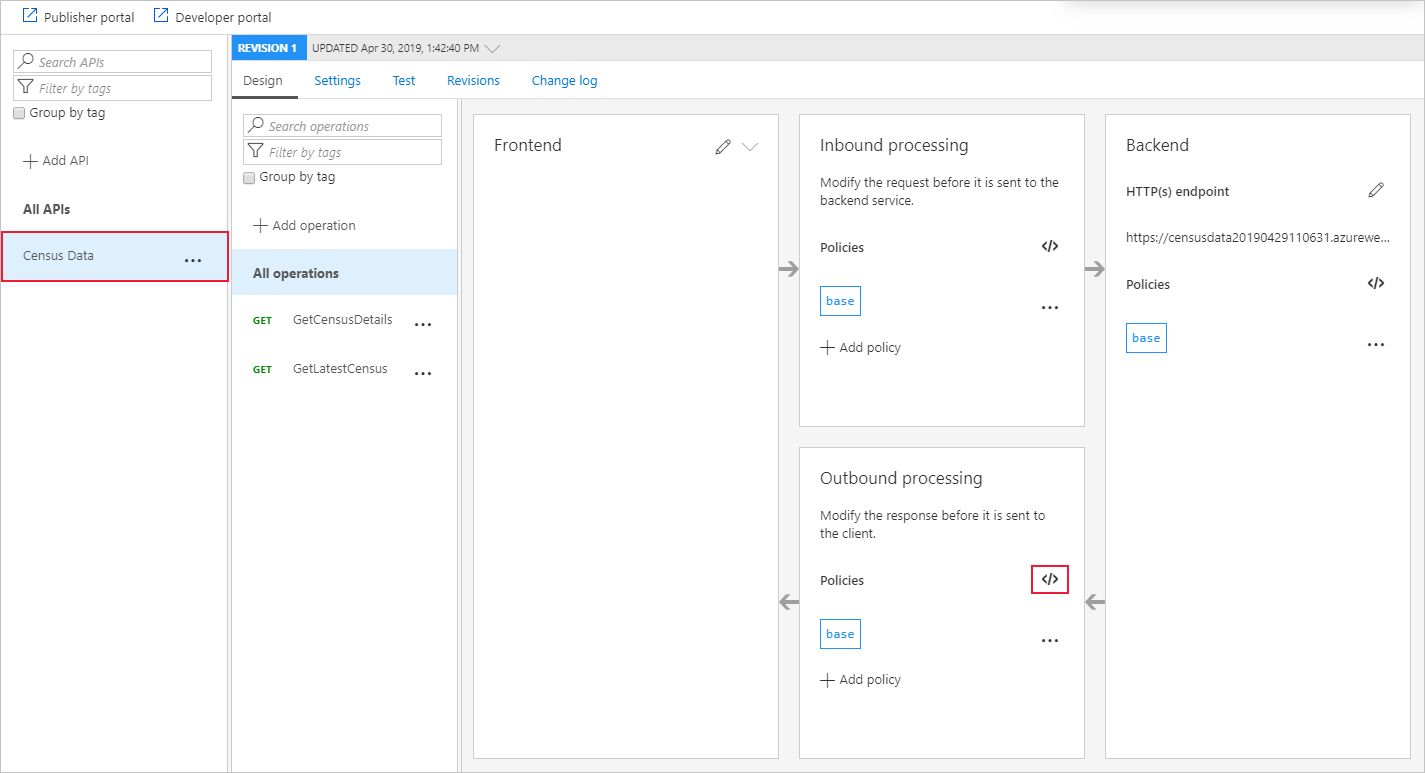 Publisher portal
Developer portal
Search APIs
Filter by tags
Group by tag
Add API
All APIs
Census Data
...
REVISION 1
UPDATED Apr 30, 2019, 1:42:40 PM
Design
Settings
Test
Revisions
Change log
Search operations
Filter by tags
Group by tag
Add operation
All operations
GET GetCensusDetails ...
GET GetLatestCensus ...
Frontend
Inbound processing
Modify the request before it is sent to the
backend service.
Policies </>
base ...
Add policy
Outbound processing
Modify the response before it is sent to
the client.
Policies </>
base ...
Add policy
Backend
HTTP(s) endpoint
https://censusdata20190429110631.azurewe...
Policies </>
base ...